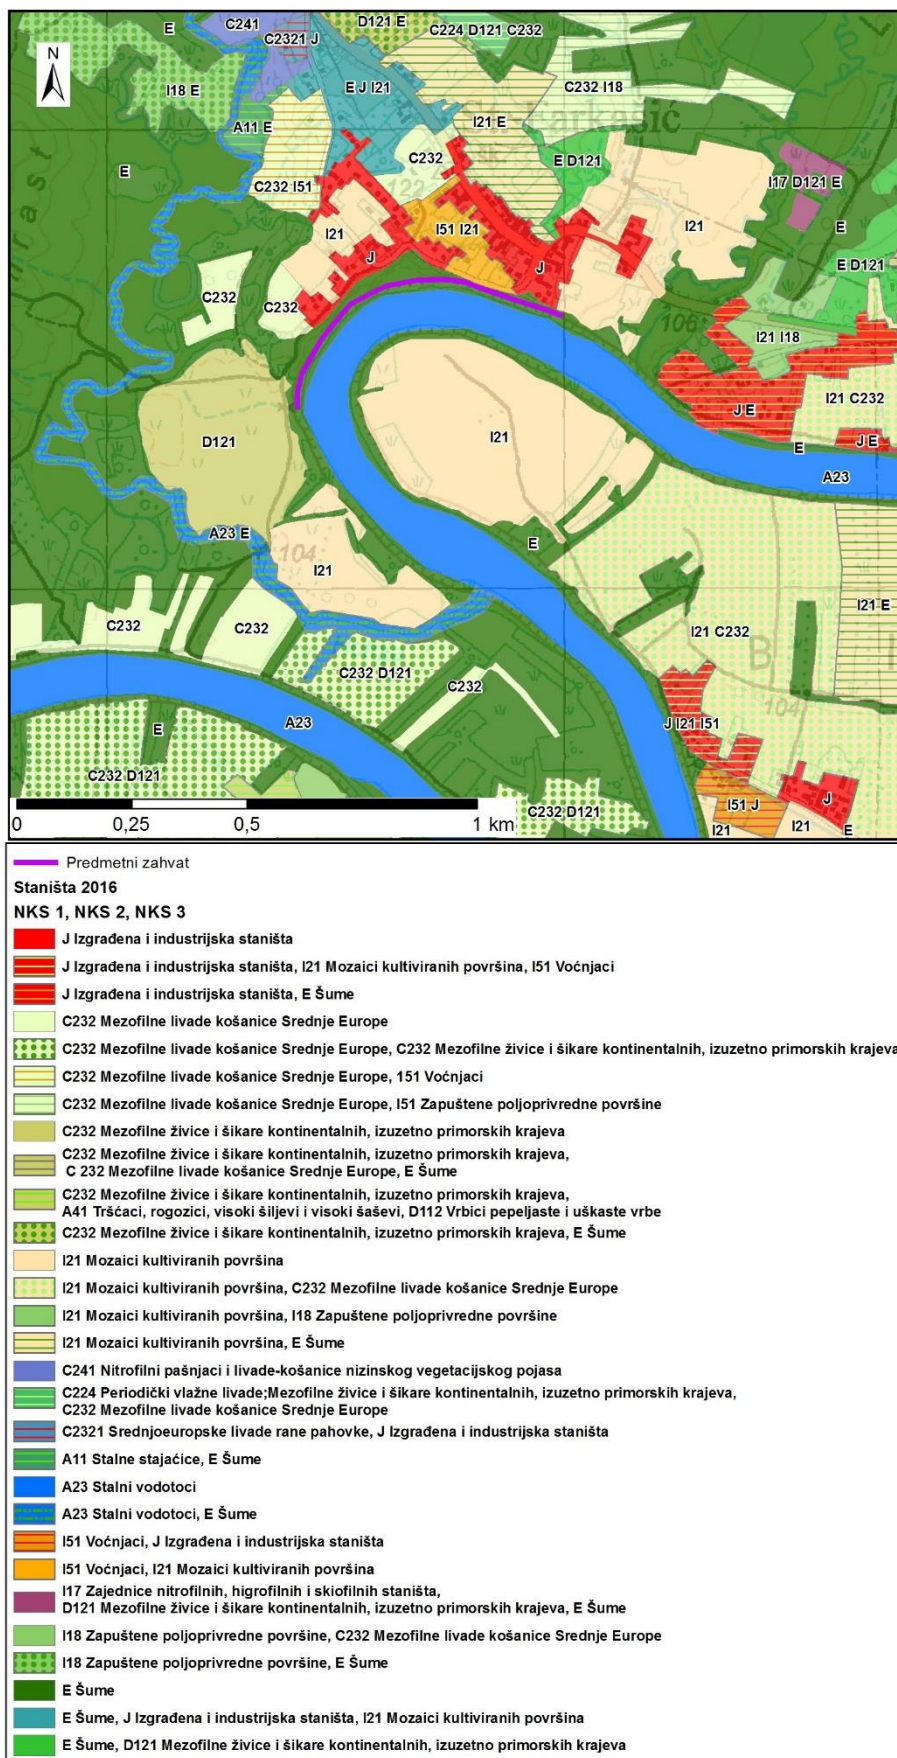 C241
E
C2321 J
D121 E
C224 D121 C232
N
I18 E
E J I21
C232 I18
A11 E
I21 E
E
C232
E D121
C232 I51
122
I17 D121 E
I21
I51 I21
I21
E
J
J
E D121
C232
C232
106
I21 I18
I21 C232
D121
I21
J E
J E
E
A23
A23 E
104
E
I21
I21 E
C232
C232
I21 C232
C232 D121
C232
B
104
A23
E
J I21 I51
C232 D121
I51 J
J
C232 D121
I21
I21
E
0
0,25
0,5
1 km
Predmetni zahvat
Staništa 2016
NKS 1, NKS 2, NKS 3
J Izgrađena i industrijska staništa
J Izgrađena i industrijska staništa, I21 Mozaici kultiviranih površina, I51 Voćnjaci
J Izgrađena i industrijska staništa, E Šume
C232 Mezofilne livade košanice Srednje Europe
C232 Mezofilne livade košanice Srednje Europe, C232 Mezofilne živice i šikare kontinentalnih, izuzetno primorskih krajeva
C232 Mezofilne livade košanice Srednje Europe, 151 Voćnjaci
C232 Mezofilne livade košanice Srednje Europe, I51 Zapuštene poljoprivredne površine
C232 Mezofilne živice i šikare kontinentalnih, izuzetno primorskih krajeva
C232 Mezofilne živice i šikare kontinentalnih, izuzetno primorskih krajeva,
C 232 Mezofilne livade košanice Srednje Europe, E Šume
C232 Mezofilne živice i šikare kontinentalnih, izuzetno primorskih krajeva,
A41 Tršćaci, rogozici, visoki šiljevi i visoki šaševi, D112 Vrbici pepeljaste i uškaste vrbe
C232 Mezofilne živice i šikare kontinentalnih, izuzetno primorskih krajeva, E Šume
I21 Mozaici kultiviranih površina
I21 Mozaici kultiviranih površina, C232 Mezofilne livade košanice Srednje Europe
I21 Mozaici kultiviranih površina, I18 Zapuštene poljoprivredne površine
I21 Mozaici kultiviranih površina, E Šume
C241 Nitrofilni pašnjaci i livade-košanice nizinskog vegetacijskog pojasa
C224 Periodički vlažne livade;Mezofilne živice i šikare kontinentalnih, izuzetno primorskih krajeva,
C232 Mezofilne livade košanice Srednje Europe
C2321 Srednjoeuropske livade rane pahovke, J Izgrađena i industrijska staništa
A11 Stalne stajaćice, E Šume
A23 Stalni vodotoci
A23 Stalni vodotoci, E Šume
I51 Voćnjaci, J Izgrađena i industrijska staništa
I51 Voćnjaci, I21 Mozaici kultiviranih površina
I17 Zajednice nitrofilnih, higrofilnih i skiofilnih staništa,
D121 Mezofilne živice i šikare kontinentalnih, izuzetno primorskih krajeva, E Šume
I18 Zapuštene poljoprivredne površine, C232 Mezofilne livade košanice Srednje Europe
I18 Zapuštene poljoprivredne površine, E Šume
E Šume
E Šume, J Izgrađena i industrijska staništa, I21 Mozaici kultiviranih površina
E Šume, D121 Mezofilne živice i šikare kontinentalnih, izuzetno primorskih krajeva